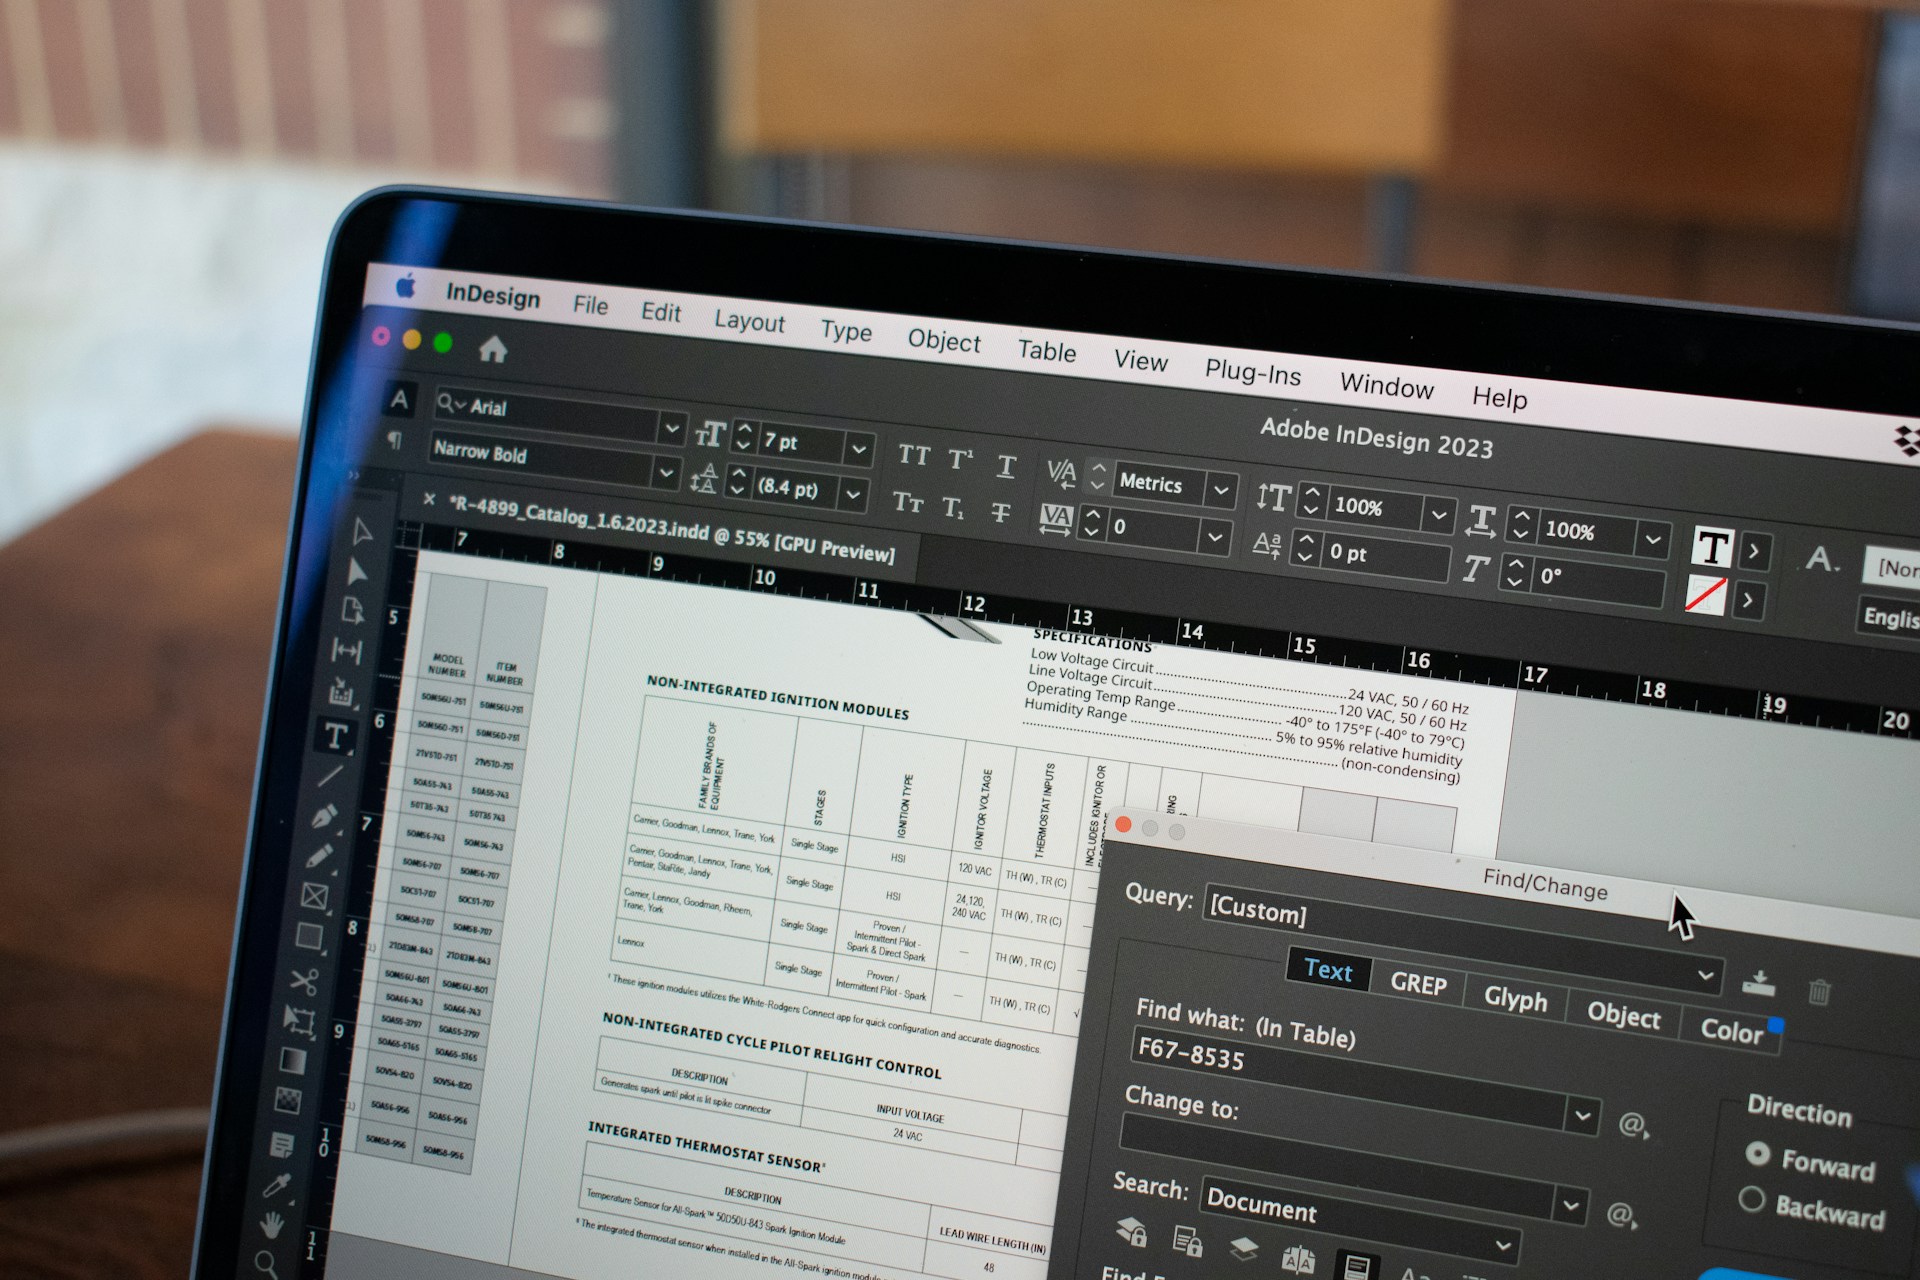 InDesign File Edit Layout Type Object Table View Plug-Ins Window Help
Adobe InDesign 2023
A Arial 7 pt Metrics 100% 100%
Narrow Bold (8.4 pt) 0 0 pt 0° Englis
*R-4899_Catalog_1.6.2023.indd @ 55% [GPU Preview]
7 8 9 10 11 12 13 14 15 16 17 18 19 20
5
6
7
8
9
10
11
MODEL NUMBER ITEM NUMBER
21V51D-751 21V51D-751
50A55-743 50A55-743
50T35-743 50T35 743
50M56-743 50M56-743
50M56-707 50M56-707
50C51-707 50C51-707
50M58-707 50M58-707
21D83M-843 21D83M-843
50M56U-801 50M56U-801
50A66-743 50A66-743
50A55-3797 50A55-3797
50A65-5165 50A65-5165
50V54-820 50V54-820
50A56-956 50A56-956
50M58-956 50M58-956
SPECIFICATIONS
Low Voltage Circuit 24 VAC, 50 / 60 Hz
Line Voltage Circuit 120 VAC, 50 / 60 Hz
Operating Temp Range -40° to 175°F (-40° to 79°C)
Humidity Range 5% to 95% relative humidity
(non-condensing)
NON-INTEGRATED IGNITION MODULES
FAMILY BRANDS OF EQUIPMENT STAGES IGNITION TYPE IGNITOR VOLTAGE THERMOSTAT INPUTS INCLUDES IGNITOR OR
Carrier, Goodman, Lennox, Trane, York Single Stage HSI 120 VAC TH (W) , TR (C)
Carrier, Goodman, Lennox, Trane, York,
Pentair, StaRite, Jandy Single Stage HSI 24,120,
240 VAC TH (W) , TR (C)
Carrier, Lennox, Goodman, Rheem,
Trane, York Single Stage Proven /
Intermittent Pilot -
Spark & Direct Spark — TH (W) , TR (C)
Lennox Single Stage Proven /
Intermittent Pilot - Spark — TH (W) , TR (C) √
¹ These ignition modules utilizes the White-Rodgers Connect app for quick configuration and accurate diagnostics.
NON-INTEGRATED CYCLE PILOT RELIGHT CONTROL
DESCRIPTION INPUT VOLTAGE
Generates spark until pilot is lit spike connector 24 VAC
INTEGRATED THERMOSTAT SENSOR
DESCRIPTION LEAD WIRE LENGTH (IN)
Temperature Sensor for All-Spark™ 50D50U-843 Spark Ignition Module 48
The integrated thermostat sensor when installed in the All-Spark ignition
Find/Change
Query: [Custom]
Text GREP Glyph Object Color
Find what: (In Table)
F67-8535
Change to:
Search: Document
Direction
Forward
Backward